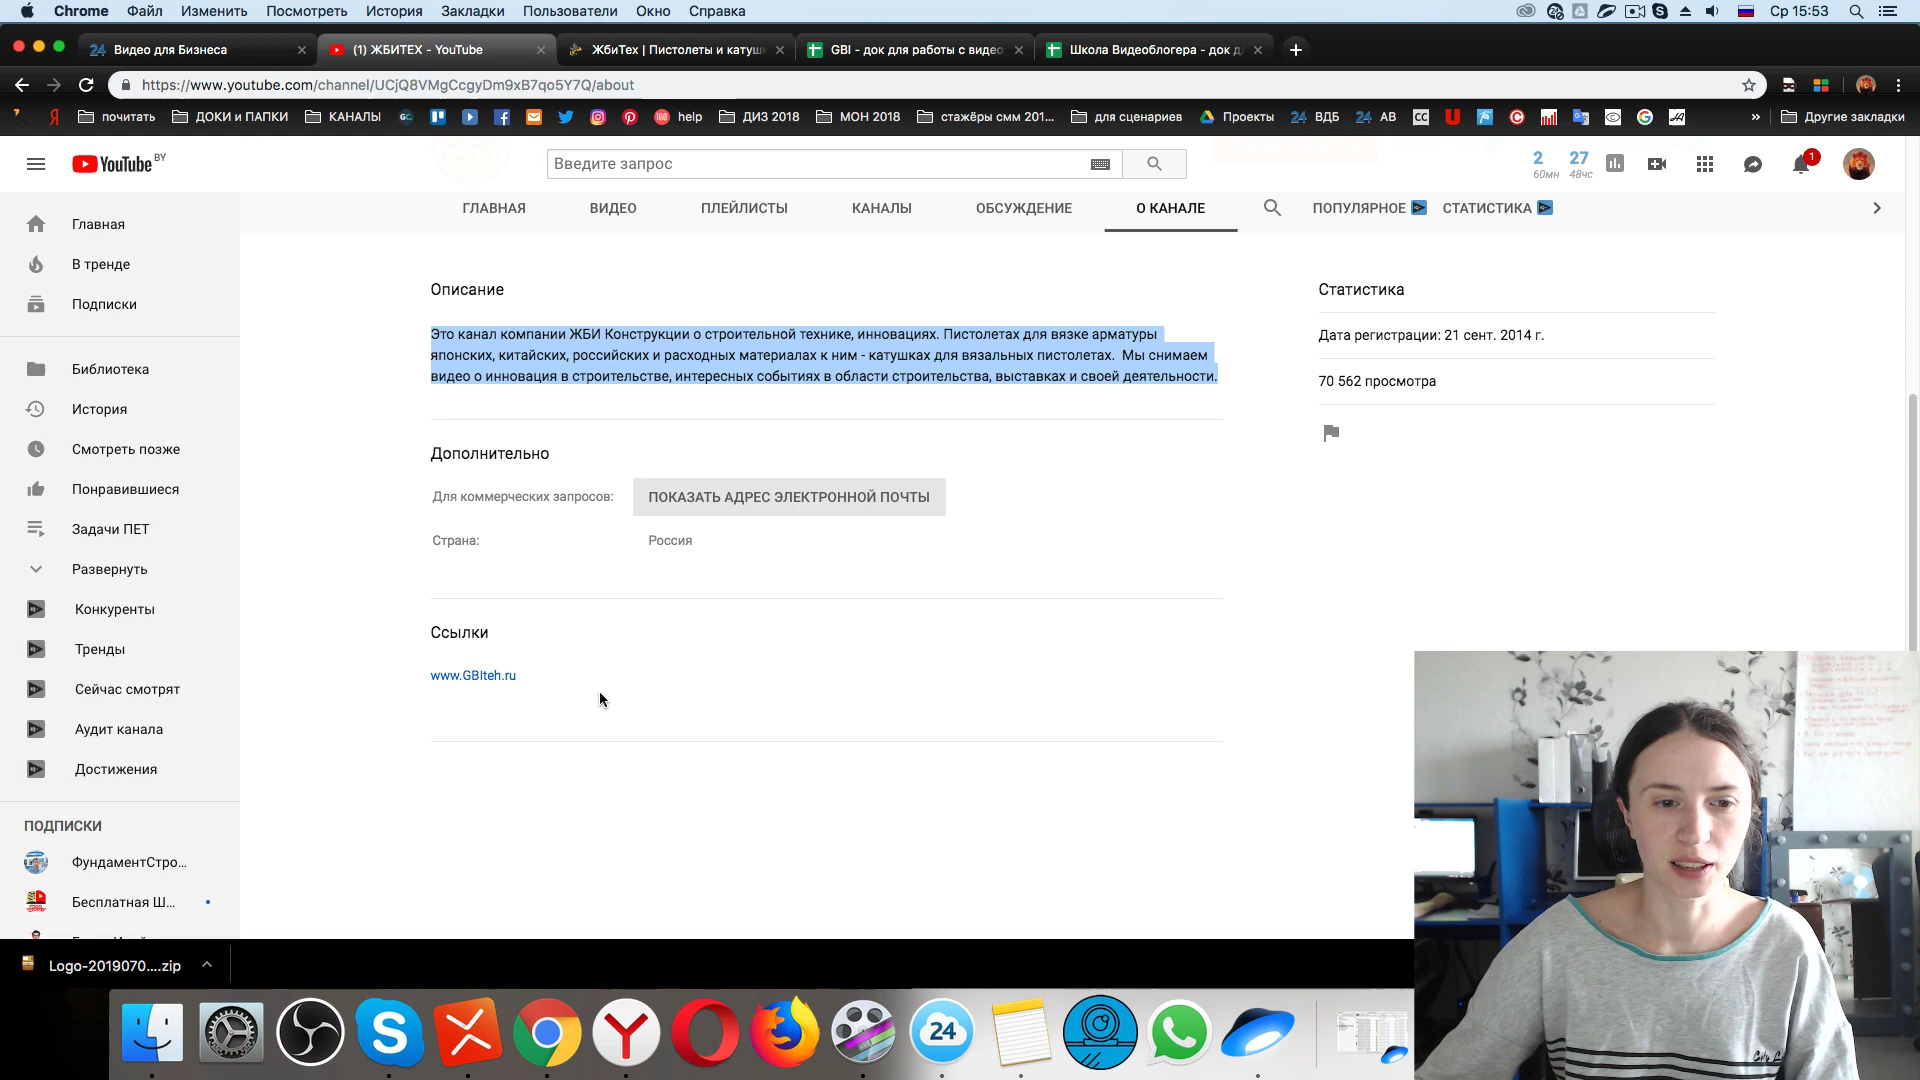 Chrome Файл Изменить Посмотреть История Закладки Пользователи Окно Справка Ср 15:53
24 Видео для Бизнеса
(1) ЖБИТЕХ - YouTube
ЖбиТех | Пистолеты и катуш
GBI - док для работы с видео
Школа Видеоблогера - док д
https://www.youtube.com/channel/UCjQ8VMgCcgyDm9xB7qo5Y7Q/about
почитать ДОКИ и ПАПКИ КАНАЛЫ help ДИЗ 2018 МОН 2018 стажёры смм 201... для сценариев Проекты 24 ВДБ 24 АВ Другие закладки
YouTube BY
Введите запрос
2 27
60мн 48чс
1
ГЛАВНАЯ ВИДЕО ПЛЕЙЛИСТЫ КАНАЛЫ ОБСУЖДЕНИЕ О КАНАЛЕ ПОПУЛЯРНОЕ СТАТИСТИКА
Главная
В тренде
Подписки
Библиотека
История
Смотреть позже
Понравившиеся
Задачи ПЕТ
Развернуть
Конкуренты
Тренды
Сейчас смотрят
Аудит канала
Достижения
ПОДПИСКИ
ФундаментСтро...
Бесплатная Ш...
Описание
Это канал компании ЖБИ Конструкции о строительной технике, инновациях. Пистолетах для вязке арматуры
японских, китайских, российских и расходных материалах к ним - катушках для вязальных пистолетах. Мы снимаем
видео о инновация в строительстве, интересных событиях в области строительства, выставках и своей деятельности.
Дополнительно
Для коммерческих запросов: ПОКАЗАТЬ АДРЕС ЭЛЕКТРОННОЙ ПОЧТЫ
Страна: Россия
Ссылки
www.GBIteh.ru
Статистика
Дата регистрации: 21 сент. 2014 г.
70 562 просмотра
Logo-2019070....zip
24